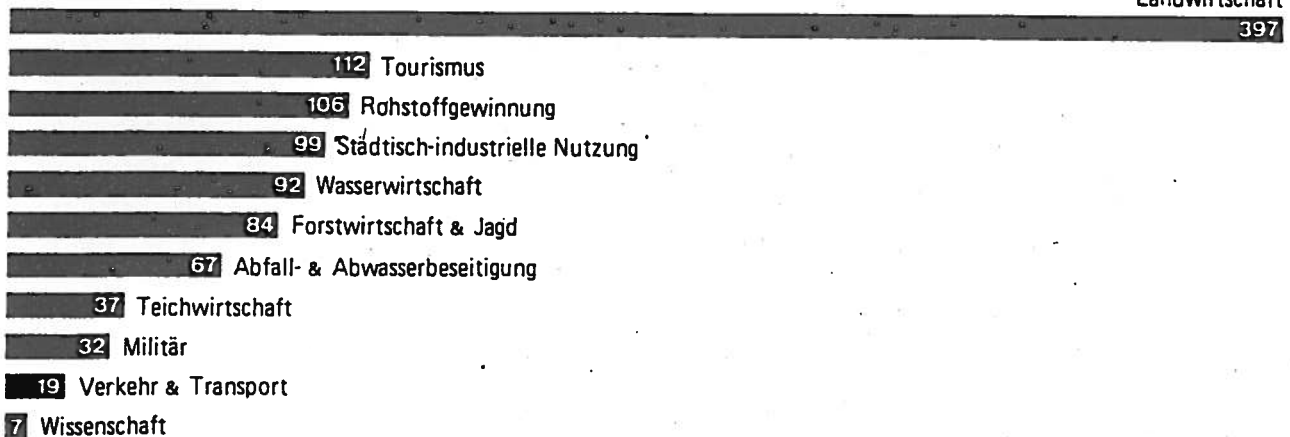 Landwirtschaft
397
112 Tourismus
106 Rohstoffgewinnung
99 Städtisch-industrielle Nutzung
92 Wasserwirtschaft
84 Forstwirtschaft & Jagd
67 Abfall- & Abwasserbeseitigung
37 Teichwirtschaft
32 Militär
19 Verkehr & Transport
7 Wissenschaft